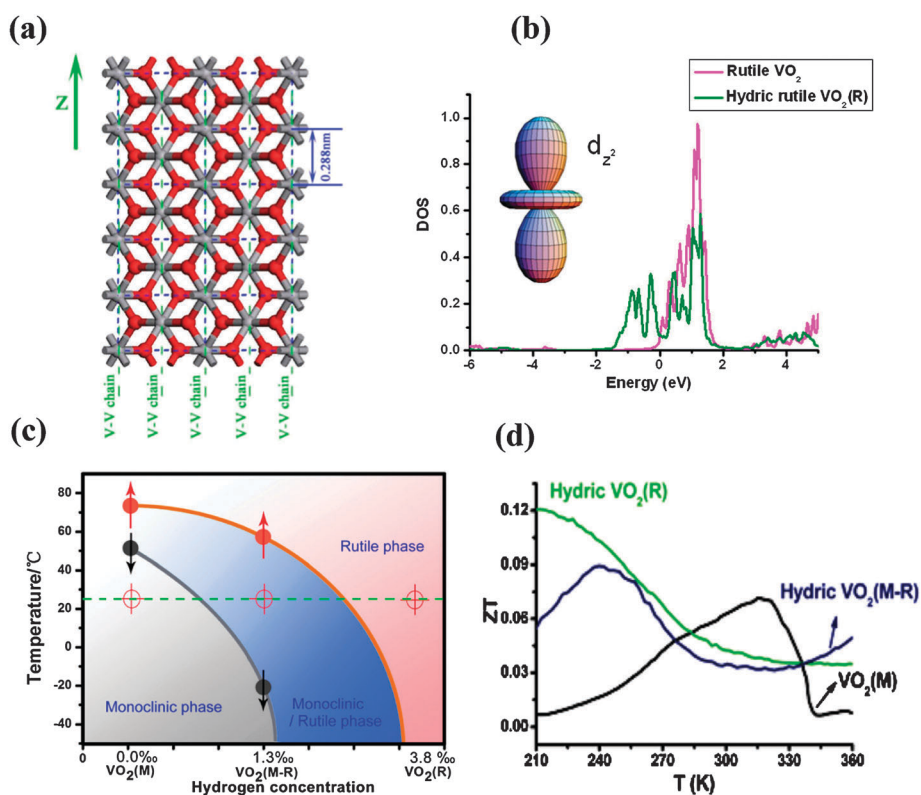 (a)
Z
0.288nm
V-V chain
V-V chain
V-V chain
V-V chain
V-V chain
(b)
Rutile VO2
Hydric rutile VO2(R)
dz2
DOS
1.0
0.8
0.6
0.4
0.2
0.0
-6 -4 -2 0 2 4
Energy (eV)
(c)
Temperature/℃
80
60
40
20
0
-20
-40
Rutile phase
Monoclinic phase
Monoclinic
/ Rutile phase
0 0.0‰ 1.3‰ 3.8 ‰
VO2(M) VO2(M-R) VO2(R)
Hydrogen concentration
(d)
Hydric VO2(R)
Hydric VO2(M-R)
VO2(M)
ZT
0.12
0.09
0.06
0.03
0.00
210 240 270 300 330 360
T (K)